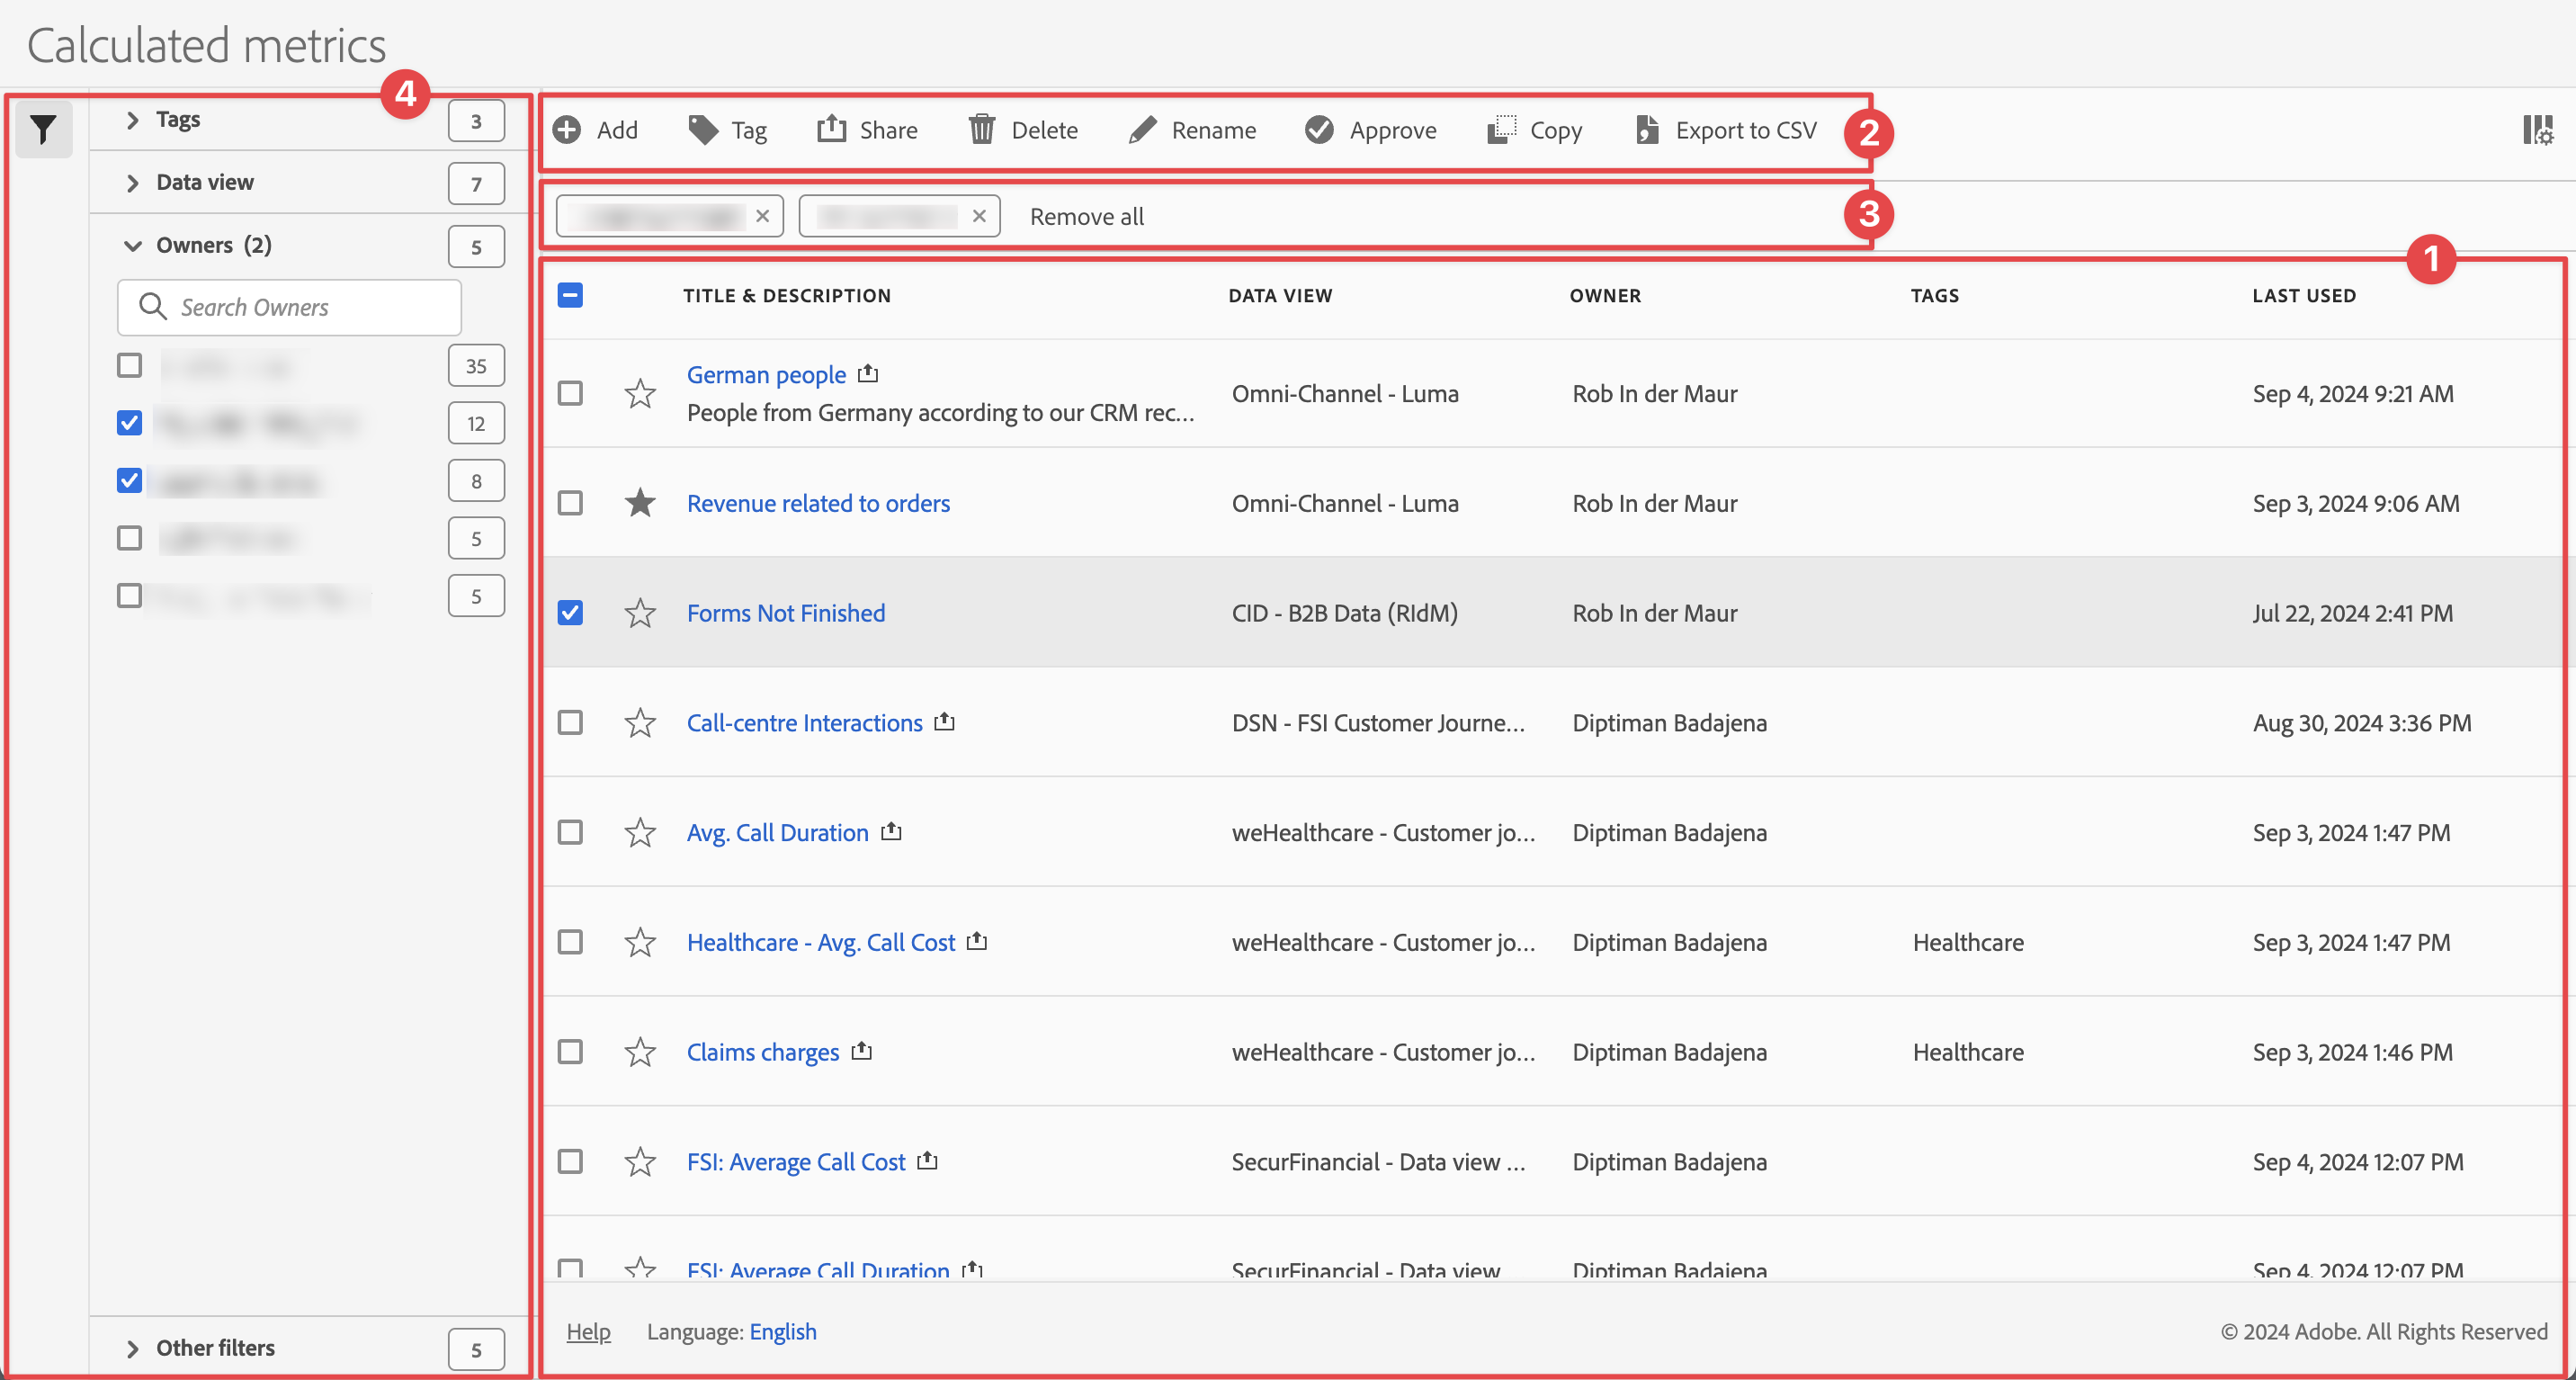 Calculated metrics
4
Tags 3
Data view 7
Owners (2) 5
Search Owners
35
12
8
5
5
Other filters 5
Add Tag Share Delete Rename Approve Copy Export to CSV 2
Remove all 3
1
TITLE & DESCRIPTION DATA VIEW OWNER TAGS LAST USED
German people
People from Germany according to our CRM rec... Omni-Channel - Luma Rob In der Maur Sep 4, 2024 9:21 AM
Revenue related to orders Omni-Channel - Luma Rob In der Maur Sep 3, 2024 9:06 AM
Forms Not Finished CID - B2B Data (RIdM) Rob In der Maur Jul 22, 2024 2:41 PM
Call-centre Interactions DSN - FSI Customer Journe... Diptiman Badajena Aug 30, 2024 3:36 PM
Avg. Call Duration weHealthcare - Customer jo... Diptiman Badajena Sep 3, 2024 1:47 PM
Healthcare - Avg. Call Cost weHealthcare - Customer jo... Diptiman Badajena Healthcare Sep 3, 2024 1:47 PM
Claims charges weHealthcare - Customer jo... Diptiman Badajena Healthcare Sep 3, 2024 1:46 PM
FSI: Average Call Cost SecurFinancial - Data view ... Diptiman Badajena Sep 4, 2024 12:07 PM
FSI: Average Call Duration SecurFinancial - Data view Diptiman Badajena Sep 4, 2024 12:07 PM
Help Language: English © 2024 Adobe. All Rights Reserved